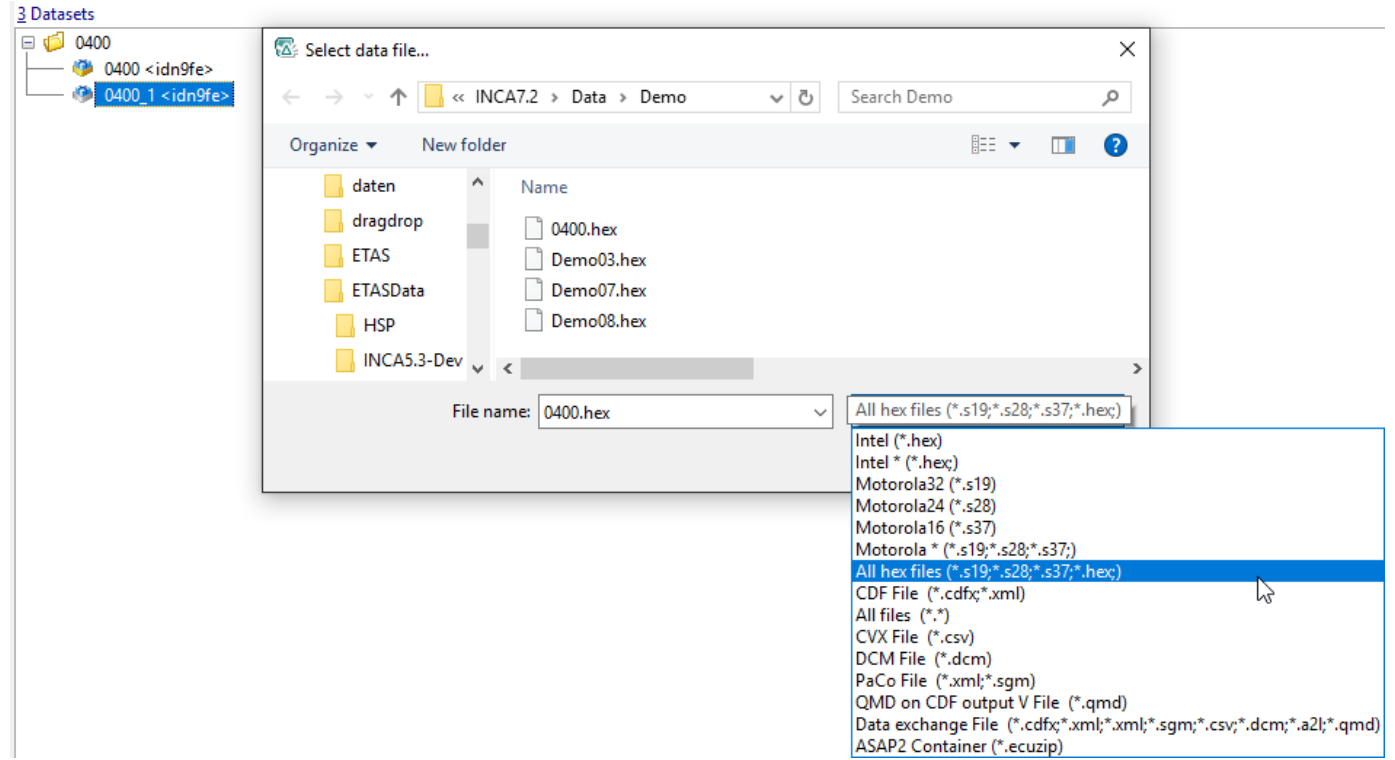 3 Datasets
0400
0400 <idn9fe>
0400_1 <idn9fe>
Select data file...
« INCA7.2 > Data > Demo
Search Demo
Organize
New folder
?
daten
dragdrop
ETAS
ETASData
HSP
INCA5.3-Dev
Name
0400.hex
Demo03.hex
Demo07.hex
Demo08.hex
File name: 0400.hex
All hex files (*.s19;*.s28;*.s37;*.hex;)
Intel (*.hex)
Intel * (*.hex;)
Motorola32 (*.s19)
Motorola24 (*.s28)
Motorola16 (*.s37)
Motorola * (*.s19;*.s28;*.s37;)
All hex files (*.s19;*.s28;*.s37;*.hex;)
CDF File (*.cdfx;*.xml)
All files (*.*)
CVX File (*.csv)
DCM File (*.dcm)
PaCo File (*.xml;*.sgm)
QMD on CDF output V File (*.qmd)
Data exchange File (*.cdfx;*.xml;*.xml;*.sgm;*.csv;*.dcm;*.a2l;*.qmd)
ASAP2 Container (*.ecuzip)